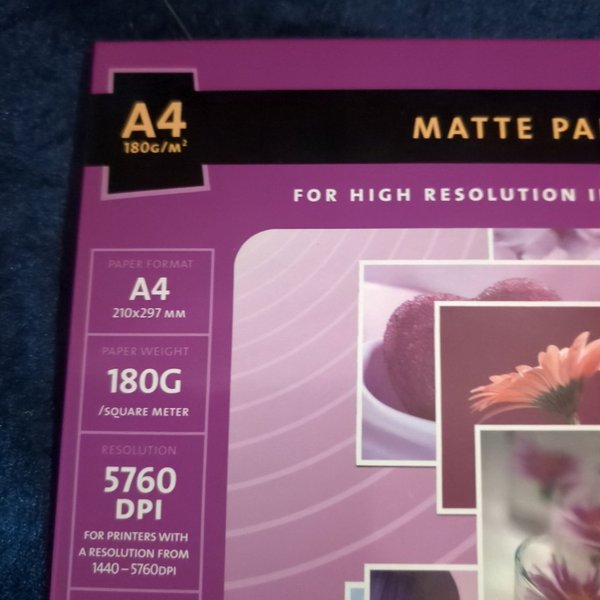 A4
180G/M²
MATTE
FOR HIGH RESOLUTION
PAPER FORMAT
A4
210x297 MM
PAPER WEIGHT
180G
/SQUARE METER
RESOLUTION
5760
DPI
FOR PRINTERS WITH
A RESOLUTION FROM
1440–5760DPI